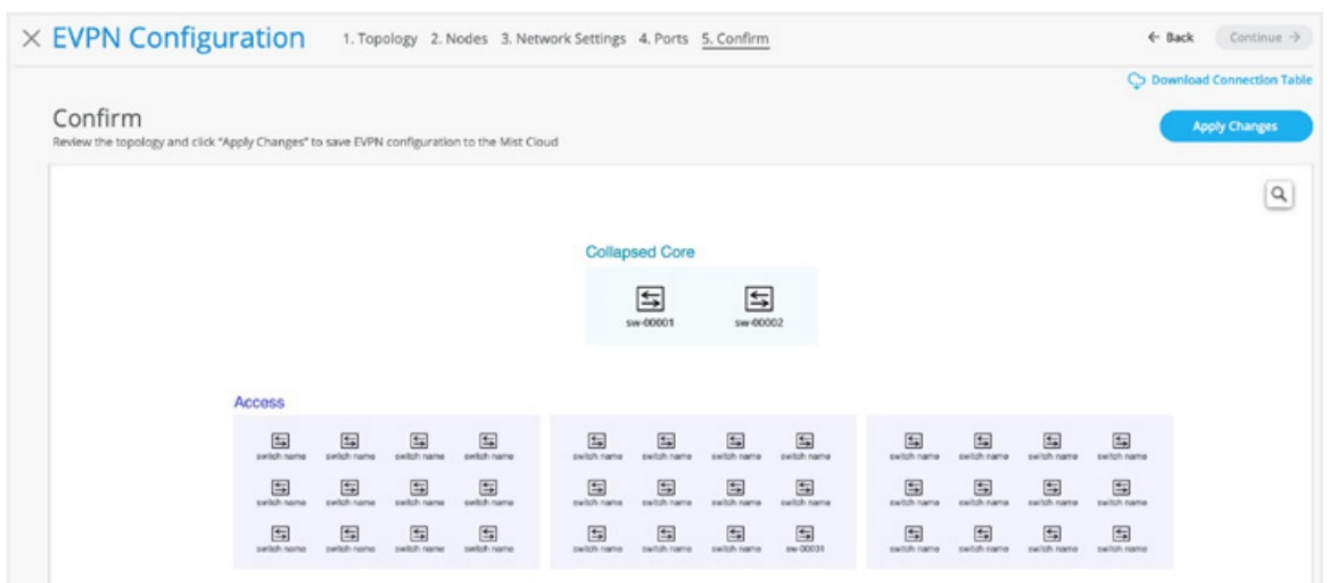 EVPN Configuration 1. Topology 2. Nodes 3. Network Settings 4. Ports 5. Confirm ← Back Continue →
Download Connection Table
Confirm
Apply Changes
Review the topology and click "Apply Changes" to save EVPN configuration to the Mist Cloud
Collapsed Core
sw-00001 sw-00002
Access
switch name switch name switch name switch name switch name switch name switch name switch name switch name switch name switch name switch name
switch name switch name switch name switch name switch name switch name switch name switch name switch name switch name switch name switch name
switch name switch name switch name switch name switch name switch name switch name sw-00031 switch name switch name switch name switch name